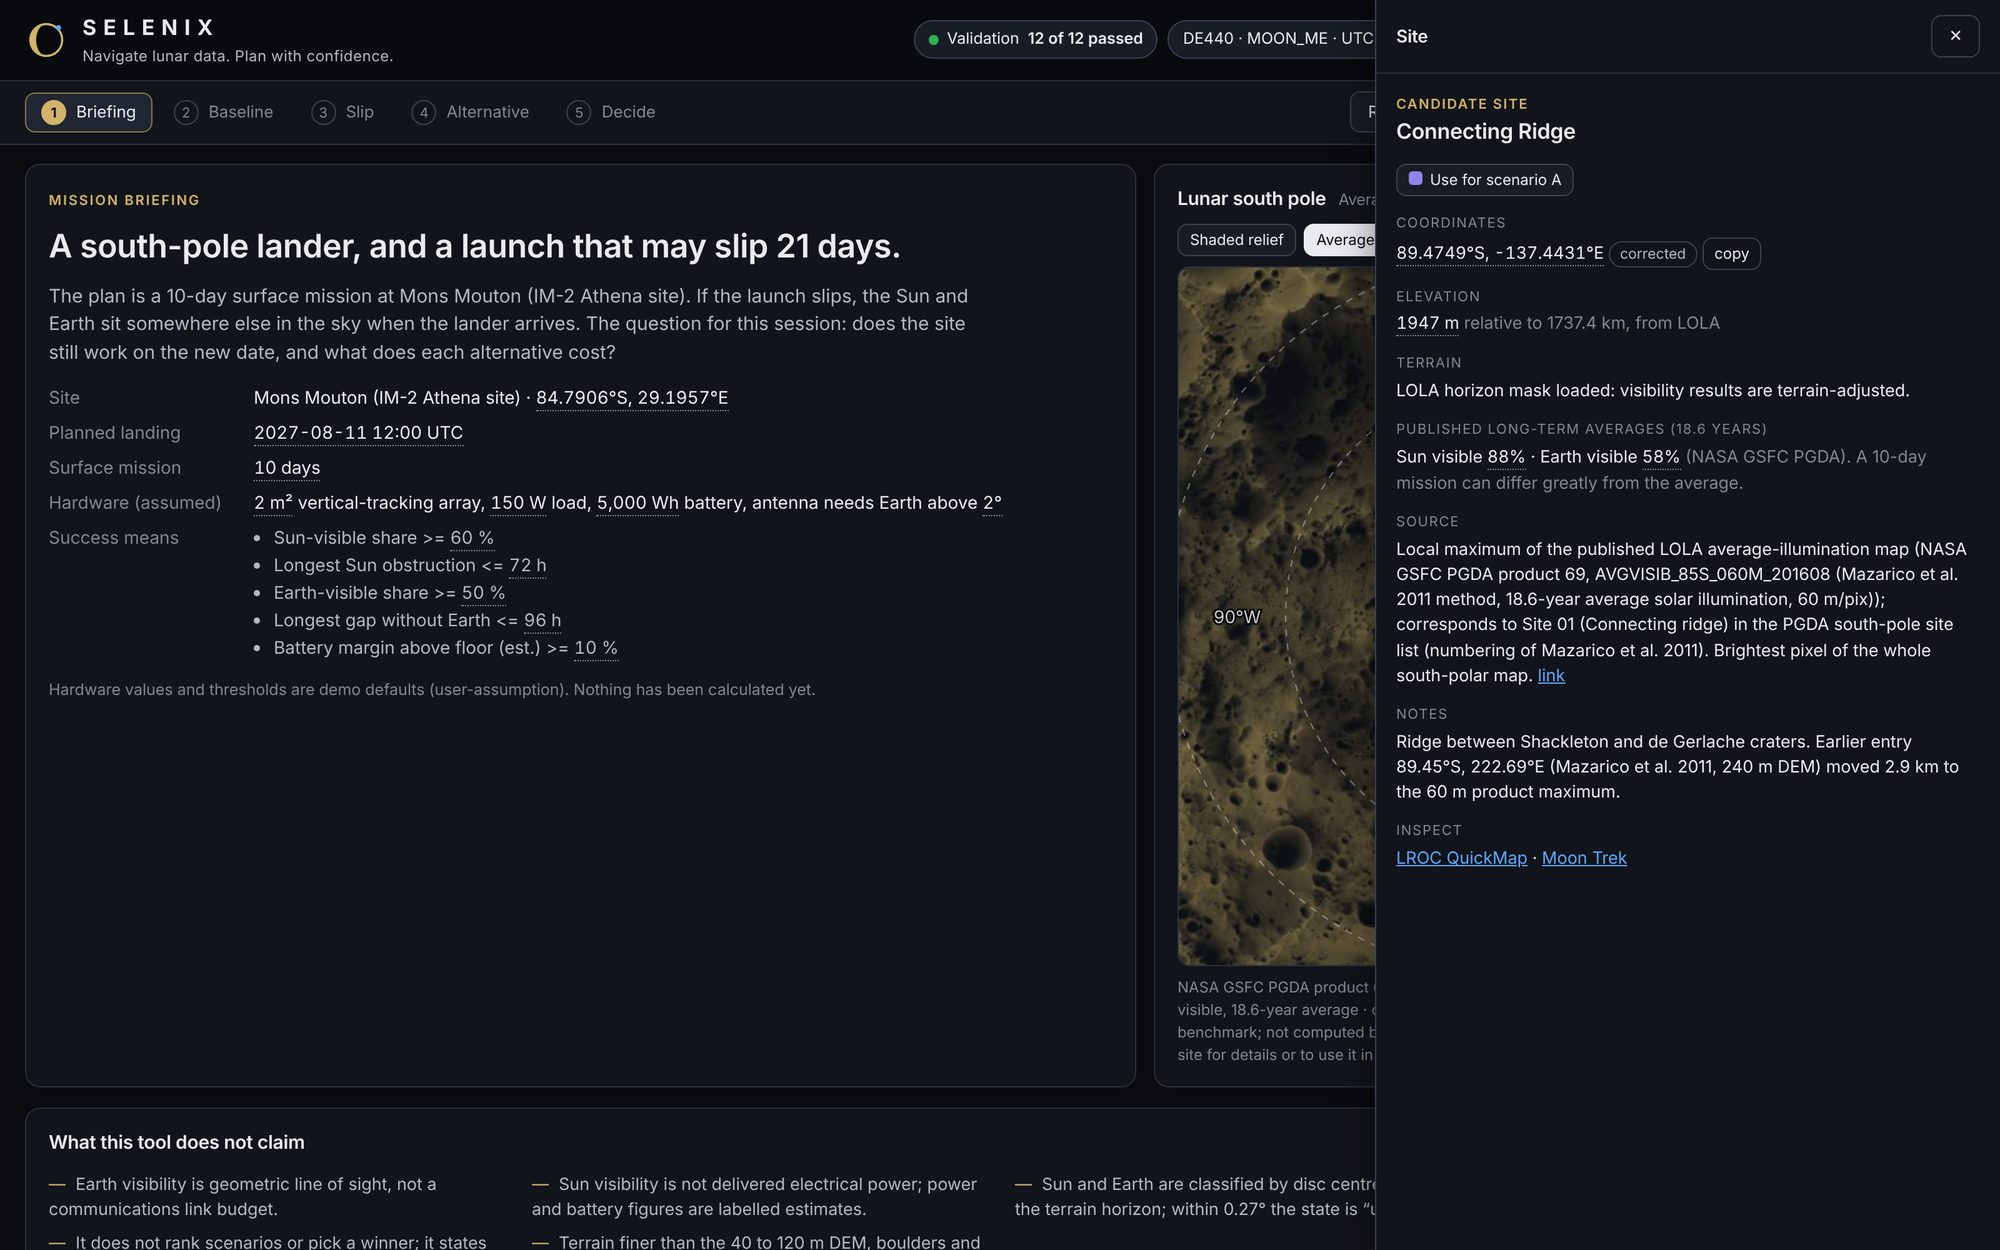 SELENIX
Navigate lunar data. Plan with confidence.
Validation 12 of 12 passed
DE440 · MOON_ME · UTC
1 Briefing
2 Baseline
3 Slip
4 Alternative
5 Decide
MISSION BRIEFING
A south-pole lander, and a launch that may slip 21 days.
The plan is a 10-day surface mission at Mons Mouton (IM-2 Athena site). If the launch slips, the Sun and
Earth sit somewhere else in the sky when the lander arrives. The question for this session: does the site
still work on the new date, and what does each alternative cost?
Site Mons Mouton (IM-2 Athena site) · 84.7906°S, 29.1957°E
Planned landing 2027-08-11 12:00 UTC
Surface mission 10 days
Hardware (assumed) 2 m² vertical-tracking array, 150 W load, 5,000 Wh battery, antenna needs Earth above 2°
Success means
• Sun-visible share >= 60 %
• Longest Sun obstruction <= 72 h
• Earth-visible share >= 50 %
• Longest gap without Earth <= 96 h
• Battery margin above floor (est.) >= 10 %
Hardware values and thresholds are demo defaults (user-assumption). Nothing has been calculated yet.
Lunar south pole
Shaded relief
Average
90°W
NASA GSFC PGDA product
visible, 18.6-year average ·
benchmark; not computed
site for details or to use it in
What this tool does not claim
— Earth visibility is geometric line of sight, not a
communications link budget.
— Sun visibility is not delivered electrical power; power
and battery figures are labelled estimates.
— Sun and Earth are classified by disc centre
the terrain horizon; within 0.27° the state is
— It does not rank scenarios or pick a winner; it states
— Terrain finer than the 40 to 120 m DEM, boulders and
Site
×
CANDIDATE SITE
Connecting Ridge
Use for scenario A
COORDINATES
89.4749°S, -137.4431°E corrected copy
ELEVATION
1947 m relative to 1737.4 km, from LOLA
TERRAIN
LOLA horizon mask loaded: visibility results are terrain-adjusted.
PUBLISHED LONG-TERM AVERAGES (18.6 YEARS)
Sun visible 88% · Earth visible 58% (NASA GSFC PGDA). A 10-day
mission can differ greatly from the average.
SOURCE
Local maximum of the published LOLA average-illumination map (NASA
GSFC PGDA product 69, AVGVISIB_85S_060M_201608 (Mazarico et al.
2011 method, 18.6-year average solar illumination, 60 m/pix));
corresponds to Site 01 (Connecting ridge) in the PGDA south-pole site
list (numbering of Mazarico et al. 2011). Brightest pixel of the whole
south-polar map. link
NOTES
Ridge between Shackleton and de Gerlache craters. Earlier entry
89.45°S, 222.69°E (Mazarico et al. 2011, 240 m DEM) moved 2.9 km to
the 60 m product maximum.
INSPECT
LROC QuickMap · Moon Trek